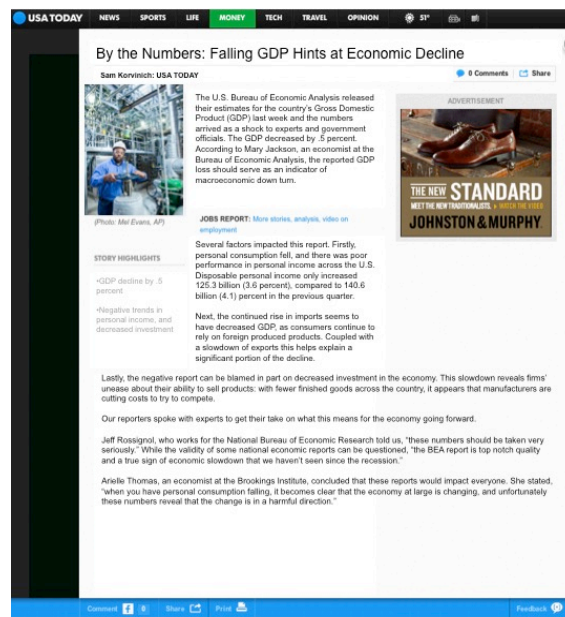 USA TODAY NEWS SPORTS LIFE MONEY TECH TRAVEL OPINION 51°
By the Numbers: Falling GDP Hints at Economic Decline
Sam Korvinich: USA TODAY
0 Comments Share
The U.S. Bureau of Economic Analysis released
their estimates for the country's Gross Domestic
Product (GDP) last week and the numbers
arrived as a shock to experts and government
officials. The GDP decreased by .5 percent.
According to Mary Jackson, an economist at the
Bureau of Economic Analysis, the reported GDP
loss should serve as an indicator of
macroeconomic down turn.
ADVERTISEMENT
THE NEW STANDARD
MEET THE NEW TRADITIONALISTS. WATCH THE VIDEO
JOHNSTON & MURPHY.
(Photo: Mel Evans, AP)
JOBS REPORT: More stories, analysis, video on
employment
STORY HIGHLIGHTS
•GDP decline by .5
percent
•Negative trends in
personal income, and
decreased investment
Several factors impacted this report. Firstly,
personal consumption fell, and there was poor
performance in personal income across the U.S.
Disposable personal income only increased
125.3 billion (3.6 percent), compared to 140.6
billion (4.1) percent in the previous quarter.
Next, the continued rise in imports seems to
have decreased GDP, as consumers continue to
rely on foreign produced products. Coupled with
a slowdown of exports this helps explain a
significant portion of the decline.
Lastly, the negative report can be blamed in part on decreased investment in the economy. This slowdown reveals firms'
unease about their ability to sell products: with fewer finished goods across the country, it appears that manufacturers are
cutting costs to try to compete.
Our reporters spoke with experts to get their take on what this means for the economy going forward.
Jeff Rossignol, who works for the National Bureau of Economic Research told us, "these numbers should be taken very
seriously." While the validity of some national economic reports can be questioned, "the BEA report is top notch quality
and a true sign of economic slowdown that we haven't seen since the recession."
Arielle Thomas, an economist at the Brookings Institute, concluded that these reports would impact everyone. She stated,
"when you have personal consumption falling, it becomes clear that the economy at large is changing, and unfortunately
these numbers reveal that the change is in a harmful direction."
Comment 0 Share Print Feedback